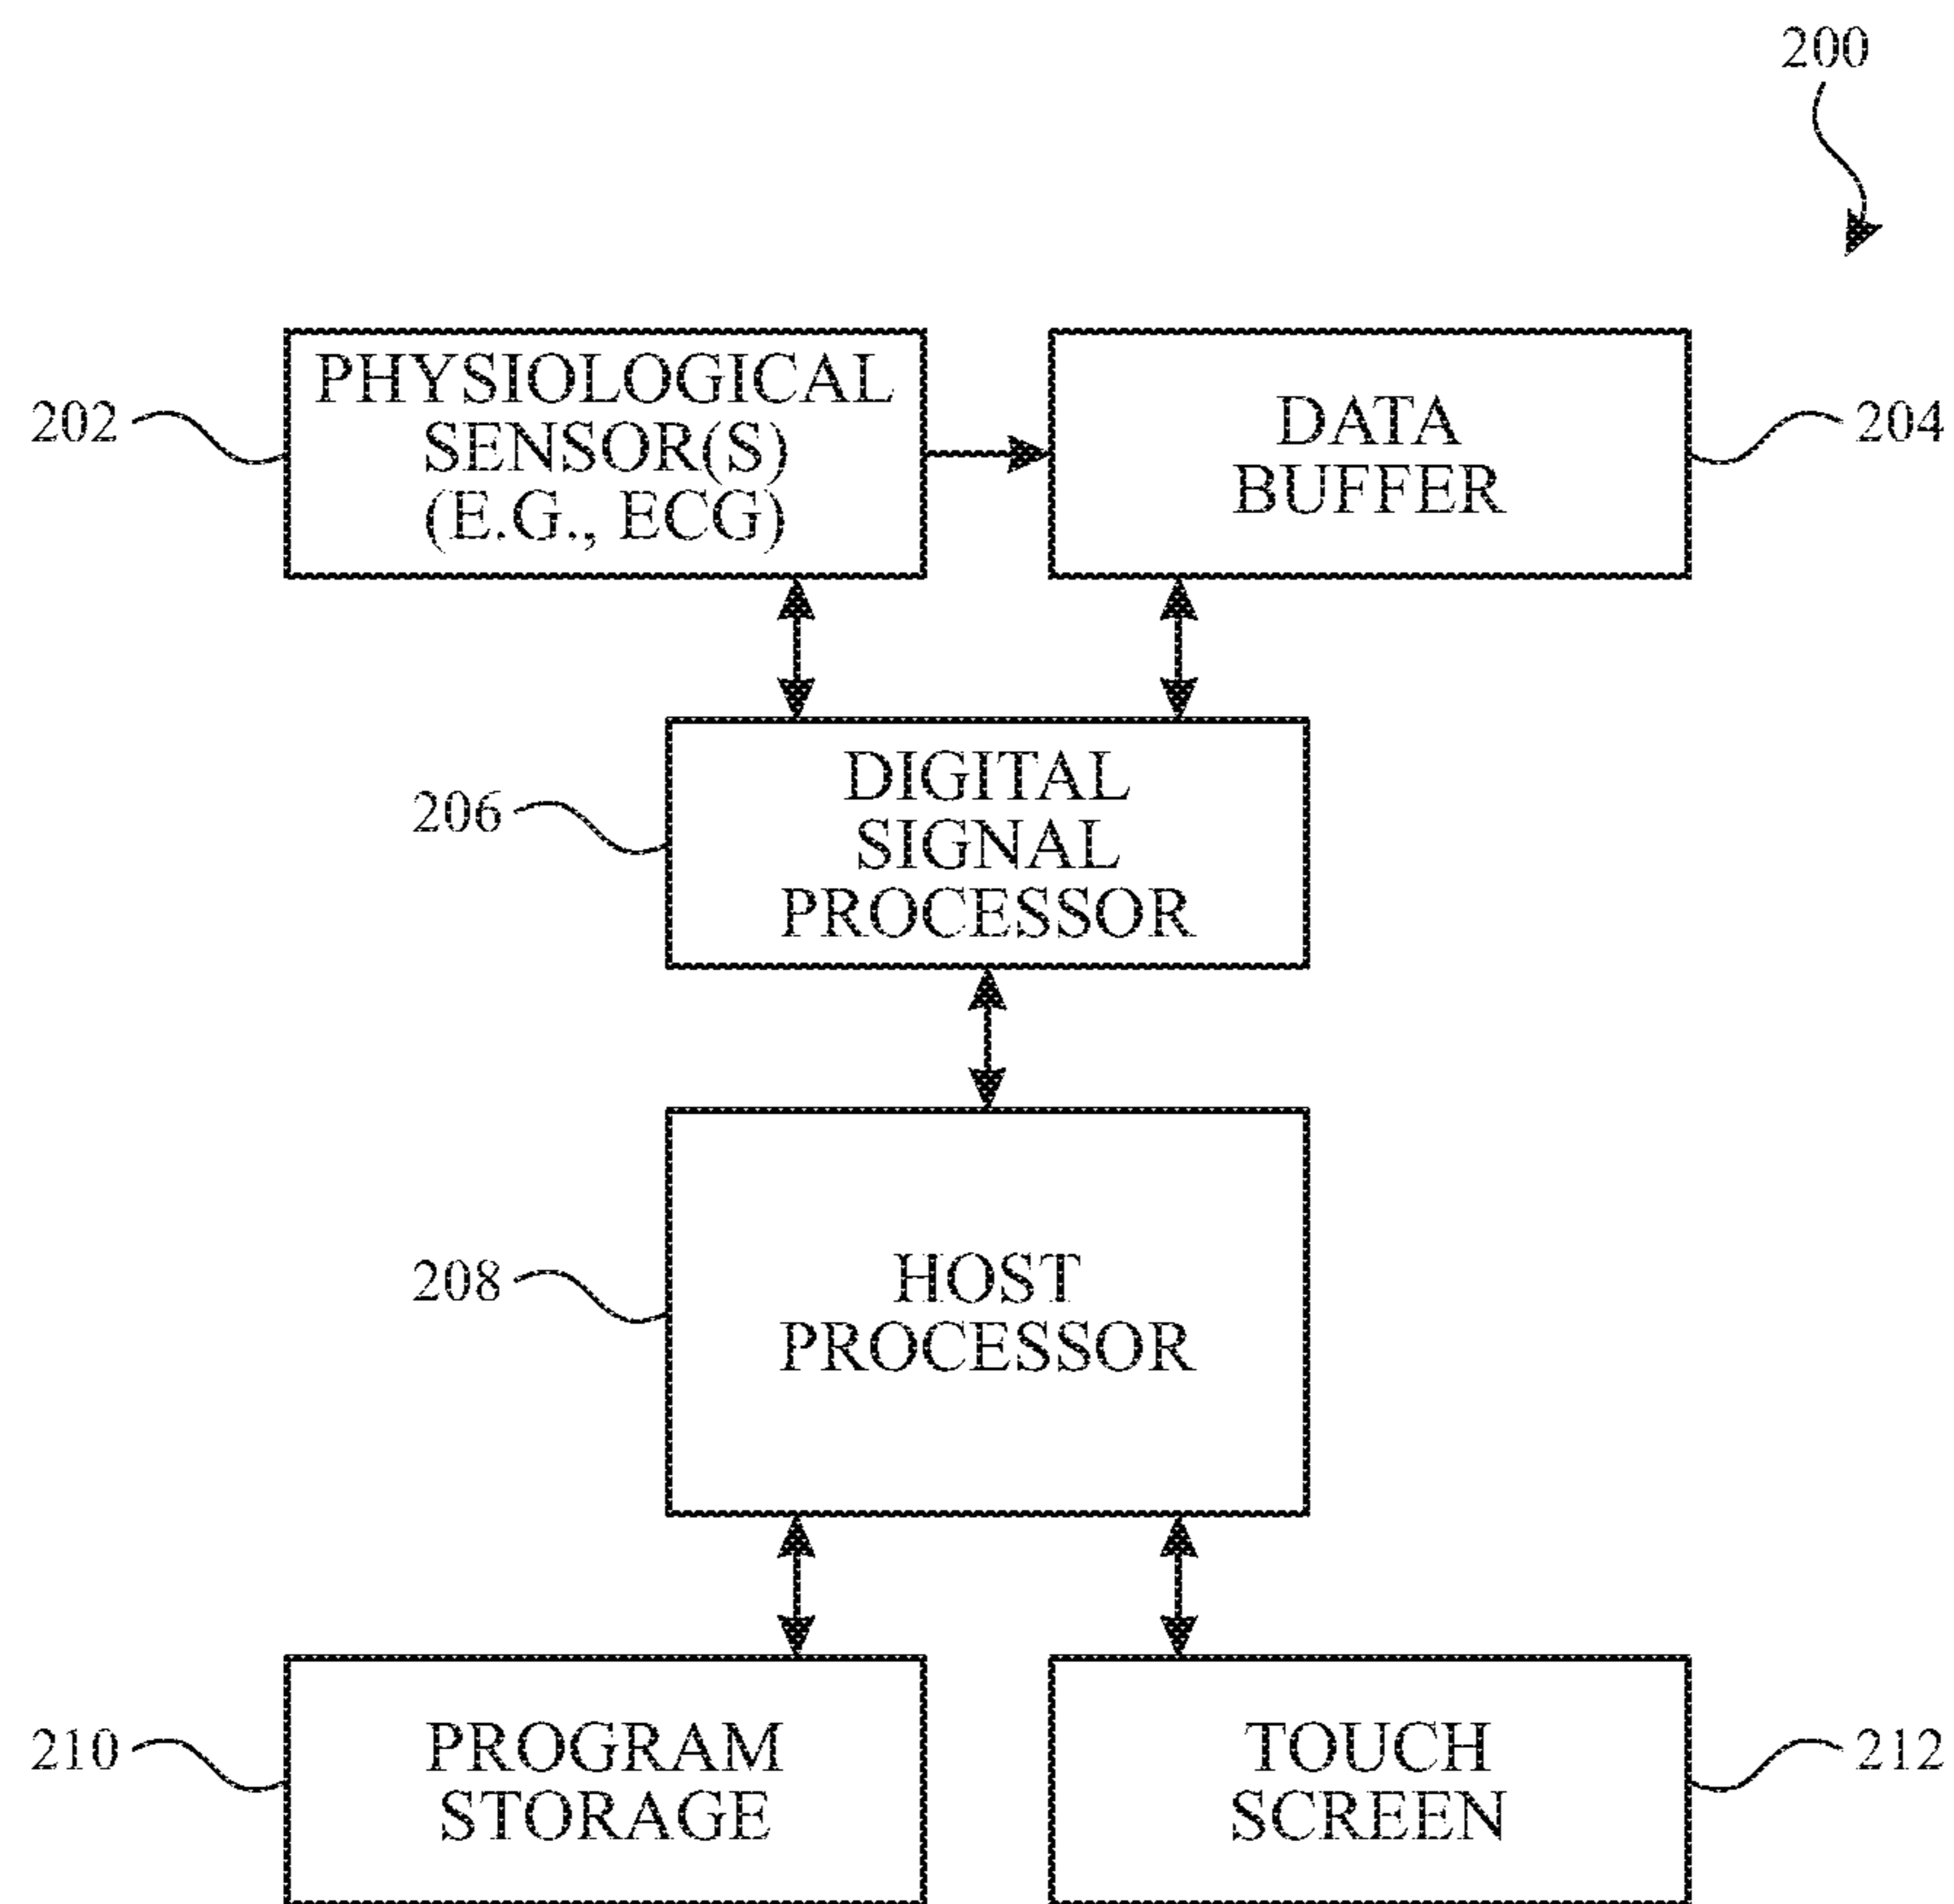 200
202
PHYSIOLOGICAL
SENSOR(S)
(E.G., ECG)
DATA
BUFFER
204
206
DIGITAL
SIGNAL
PROCESSOR
208
HOST
PROCESSOR
210
PROGRAM
STORAGE
TOUCH
SCREEN
212